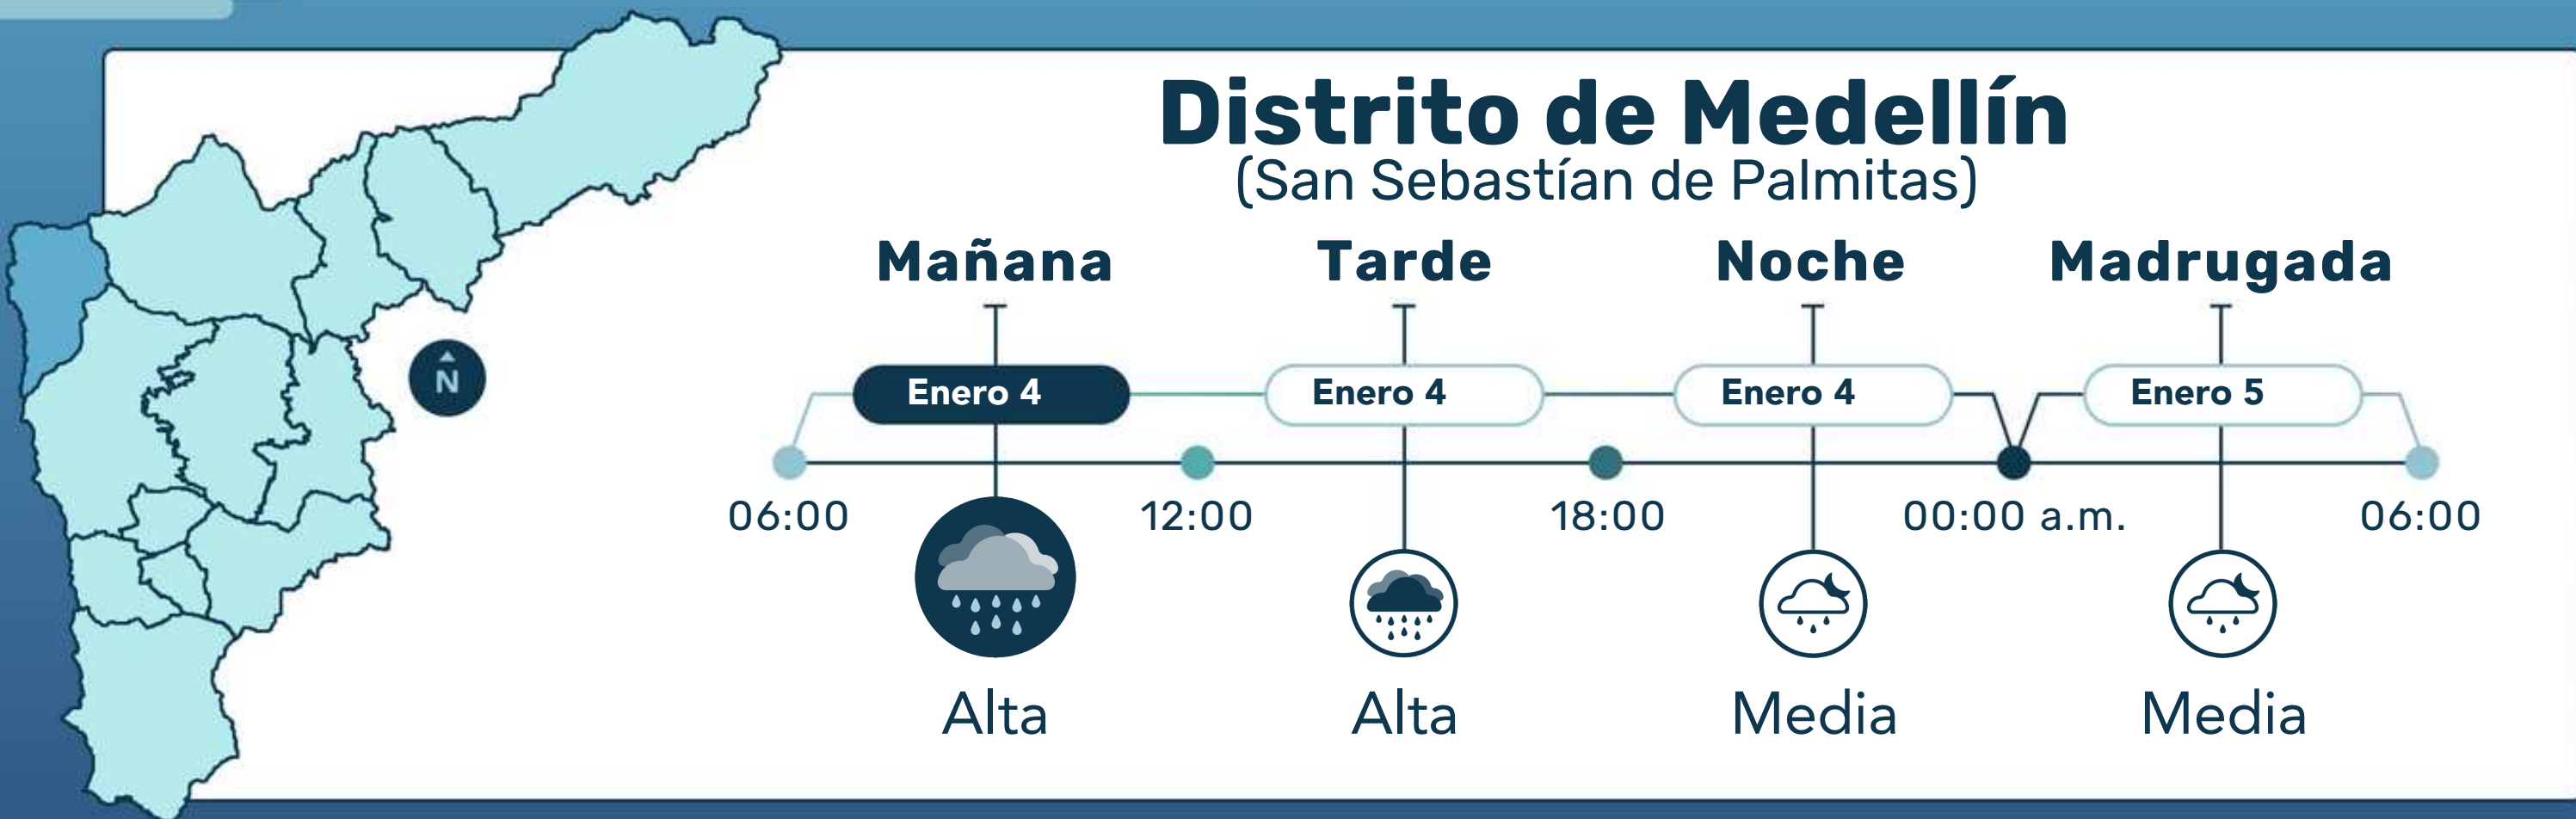 Distrito de Medellín
(San Sebastían de Palmitas)
Mañana Tarde Noche Madrugada
Enero 4 Enero 4 Enero 4 Enero 5
N
06:00 12:00 18:00 00:00 a.m. 06:00
Alta Alta Media Media